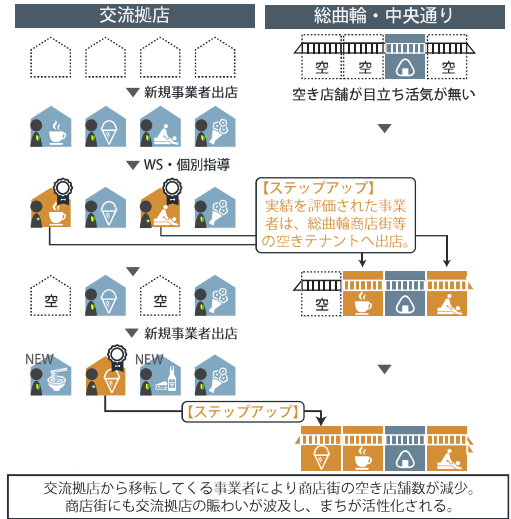 交流拠店
総曲輪・中央通り
空
空
空
空き店舗が目立ち活気が無い
新規事業者出店
WS・個別指導
【ステップアップ】
実績を評価された事業
者は、総曲輪商店街等
の空きテナントへ出店。
空
空
空
新規事業者出店
NEW
NEW
【ステップアップ】
交流拠店から移転してくる事業者により商店街の空き店舗数が減少。
商店街にも交流拠店の賑わいが波及し、まちが活性化される。